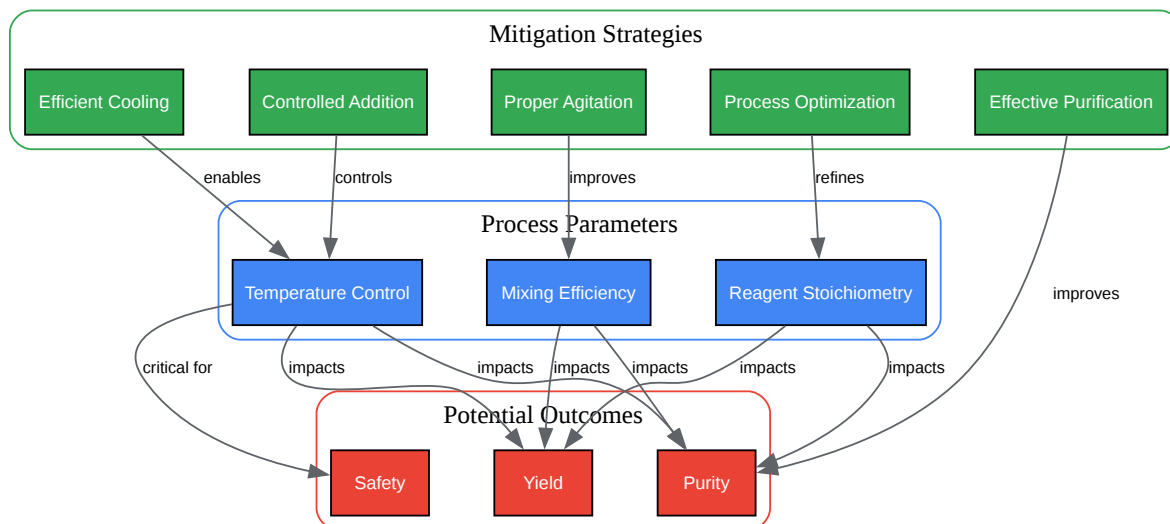 Mitigation Strategies
Efficient Cooling
Controlled Addition
Proper Agitation
Process Optimization
Effective Purification
enables
controls
improves
refines
Process Parameters
Temperature Control
Mixing Efficiency
Reagent Stoichiometry
improves
critical for
impacts
impacts
impacts
impacts
impacts
impacts
Potential Outcomes
Safety
Yield
Purity